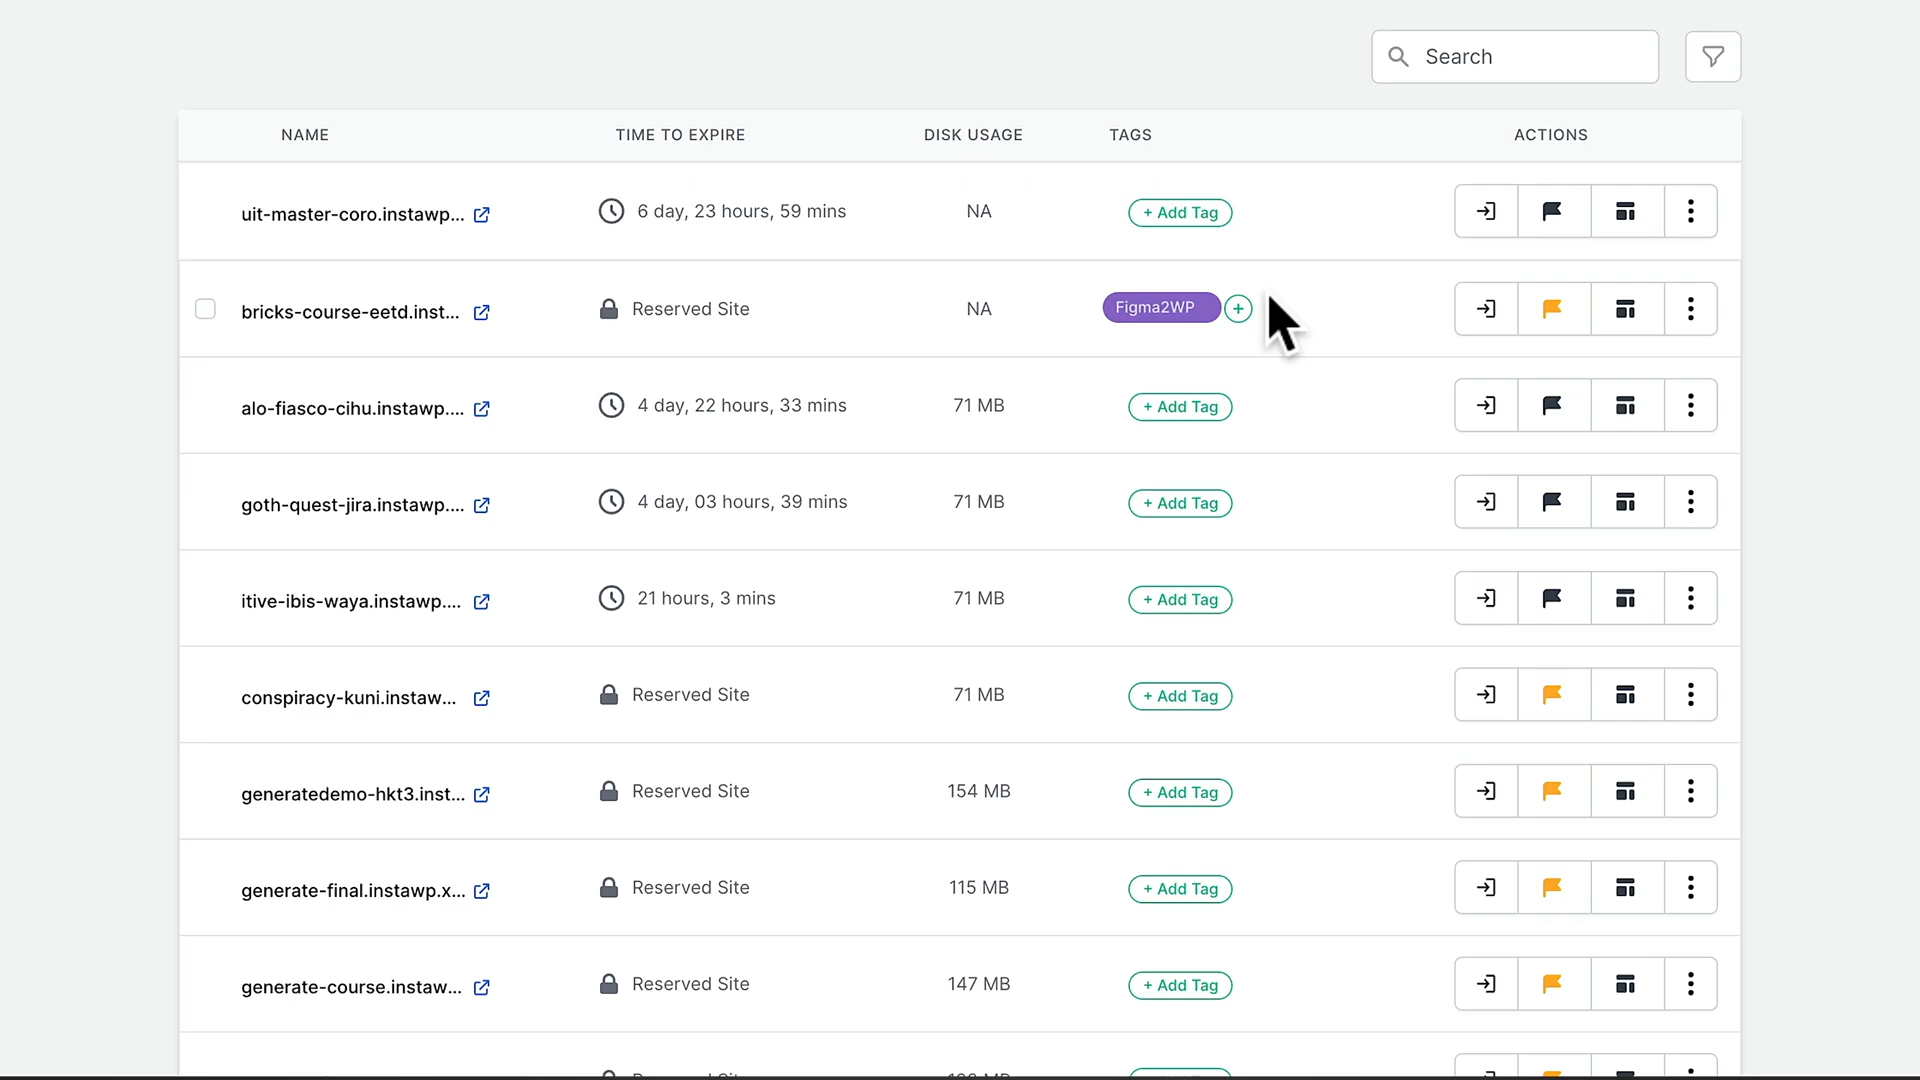 Search
NAME TIME TO EXPIRE DISK USAGE TAGS ACTIONS
uit-master-coro.instawp... 6 day, 23 hours, 59 mins NA + Add Tag
bricks-course-eetd.inst... Reserved Site NA Figma2WP +
alo-fiasco-cihu.instawp.... 4 day, 22 hours, 33 mins 71 MB + Add Tag
goth-quest-jira.instawp.... 4 day, 03 hours, 39 mins 71 MB + Add Tag
itive-ibis-waya.instawp.... 21 hours, 3 mins 71 MB + Add Tag
conspiracy-kuni.instaw... Reserved Site 71 MB + Add Tag
generatedemo-hkt3.inst... Reserved Site 154 MB + Add Tag
generate-final.instawp.x... Reserved Site 115 MB + Add Tag
generate-course.instaw... Reserved Site 147 MB + Add Tag